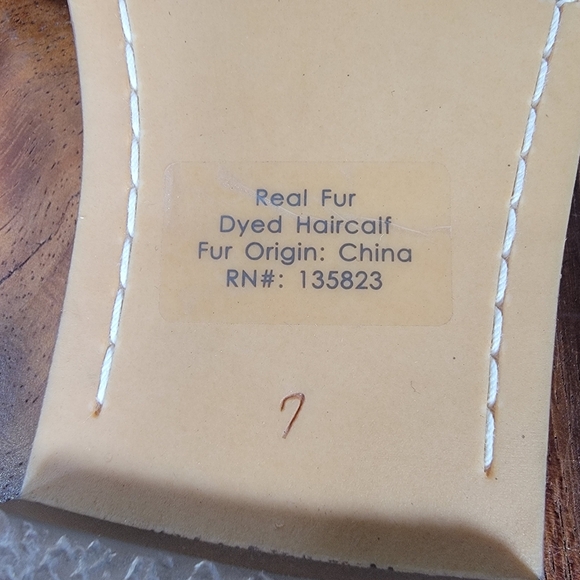 Real Fur
Dyed Haircalf
Fur Origin: China
RN#: 135823
7